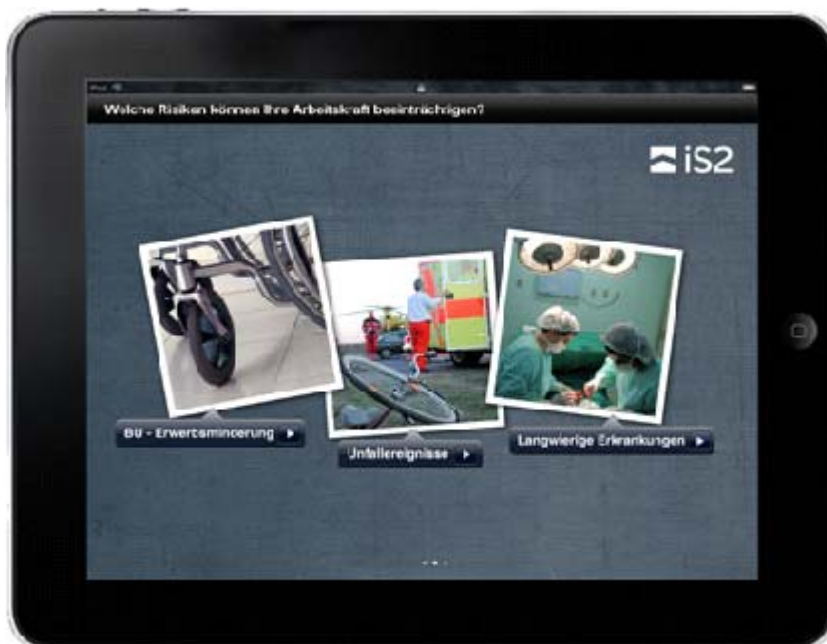 Welche Risiken können Ihre Arbeitskraft beeinträchtigen?
iS2
BU - Erwerbsminderung
Unfallereignisse
Langwierige Erkrankungen